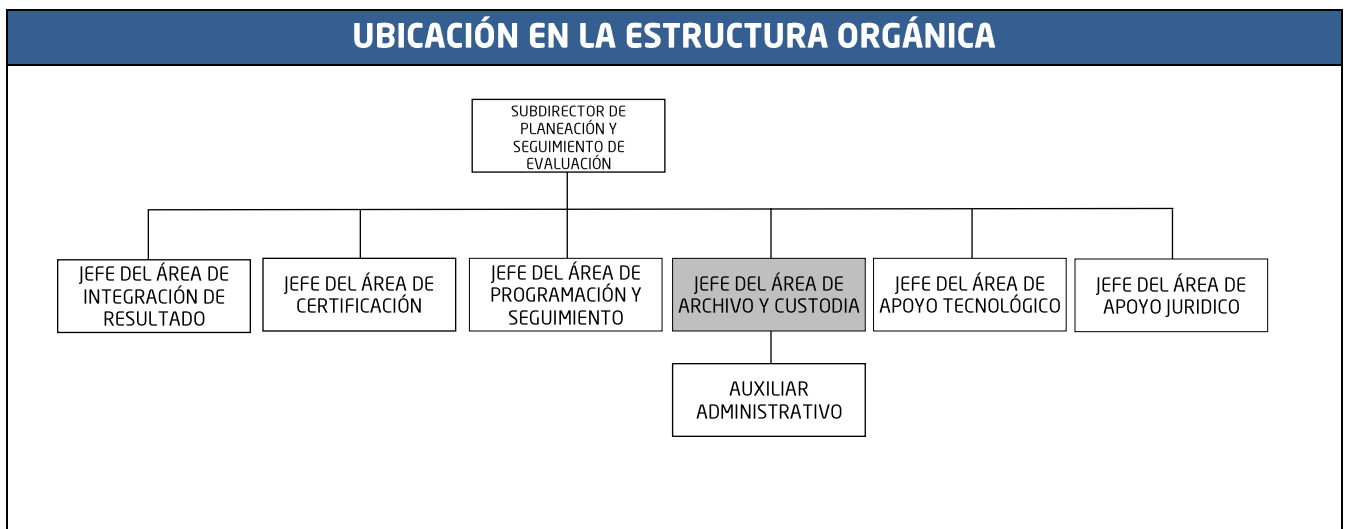 UBICACIÓN EN LA ESTRUCTURA ORGÁNICA
SUBDIRECTOR DE
PLANEACIÓN Y
SEGUIMIENTO DE
EVALUACIÓN
JEFE DEL ÁREA DE
INTEGRACIÓN DE
RESULTADO
JEFE DEL ÁREA DE
CERTIFICACIÓN
JEFE DEL ÁREA DE
PROGRAMACIÓN Y
SEGUIMIENTO
JEFE DEL ÁREA DE
ARCHIVO Y CUSTODIA
JEFE DEL ÁREA DE
APOYO TECNOLÓGICO
JEFE DEL ÁREA DE
APOYO JURIDICO
AUXILIAR
ADMINISTRATIVO